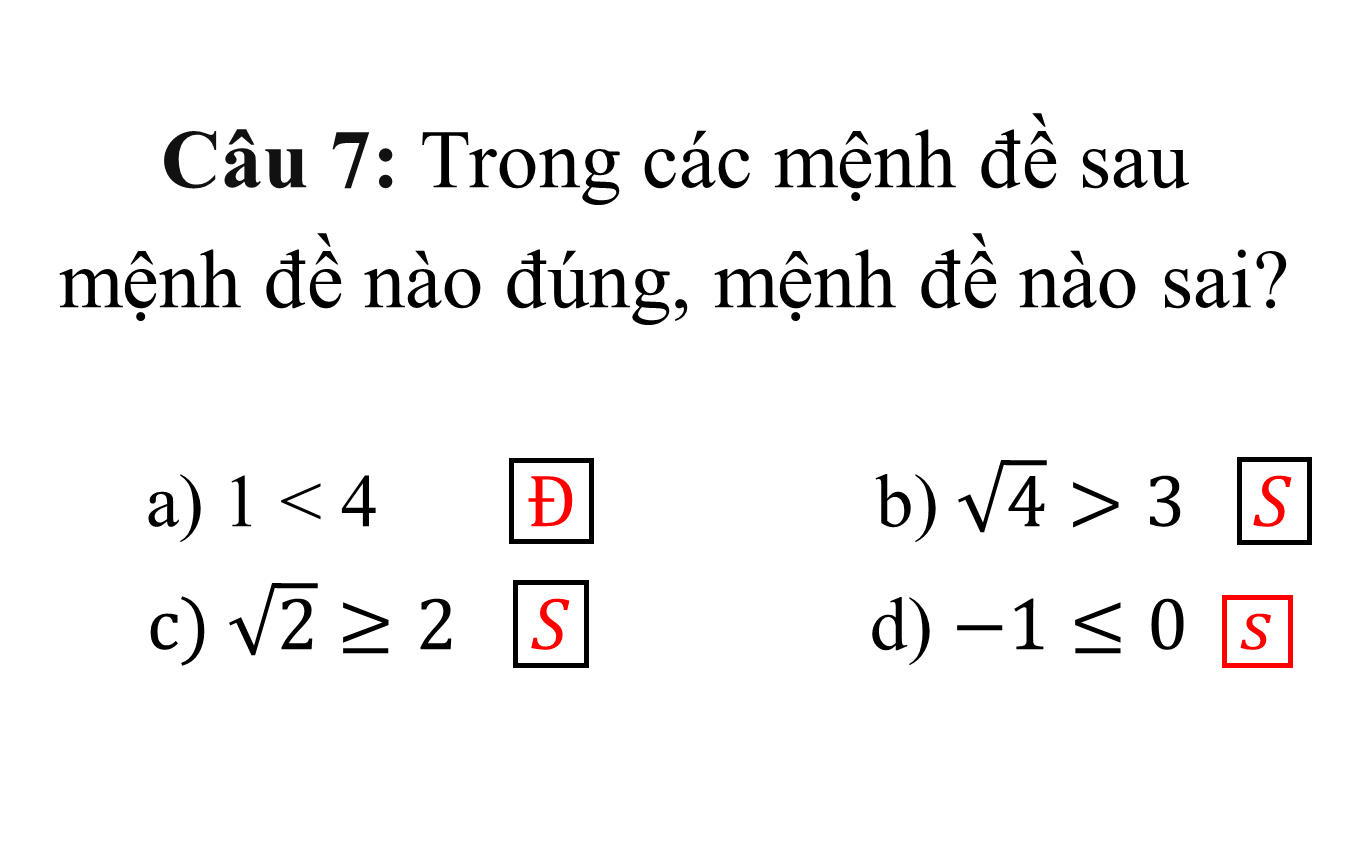 Câu 7: Trong các mệnh đề sau
mệnh đề nào đúng, mệnh đề nào sai?
a) 1 < 4 Đ b) √4 > 3 S
c) √2 ≥ 2 S d) −1 ≤ 0 s